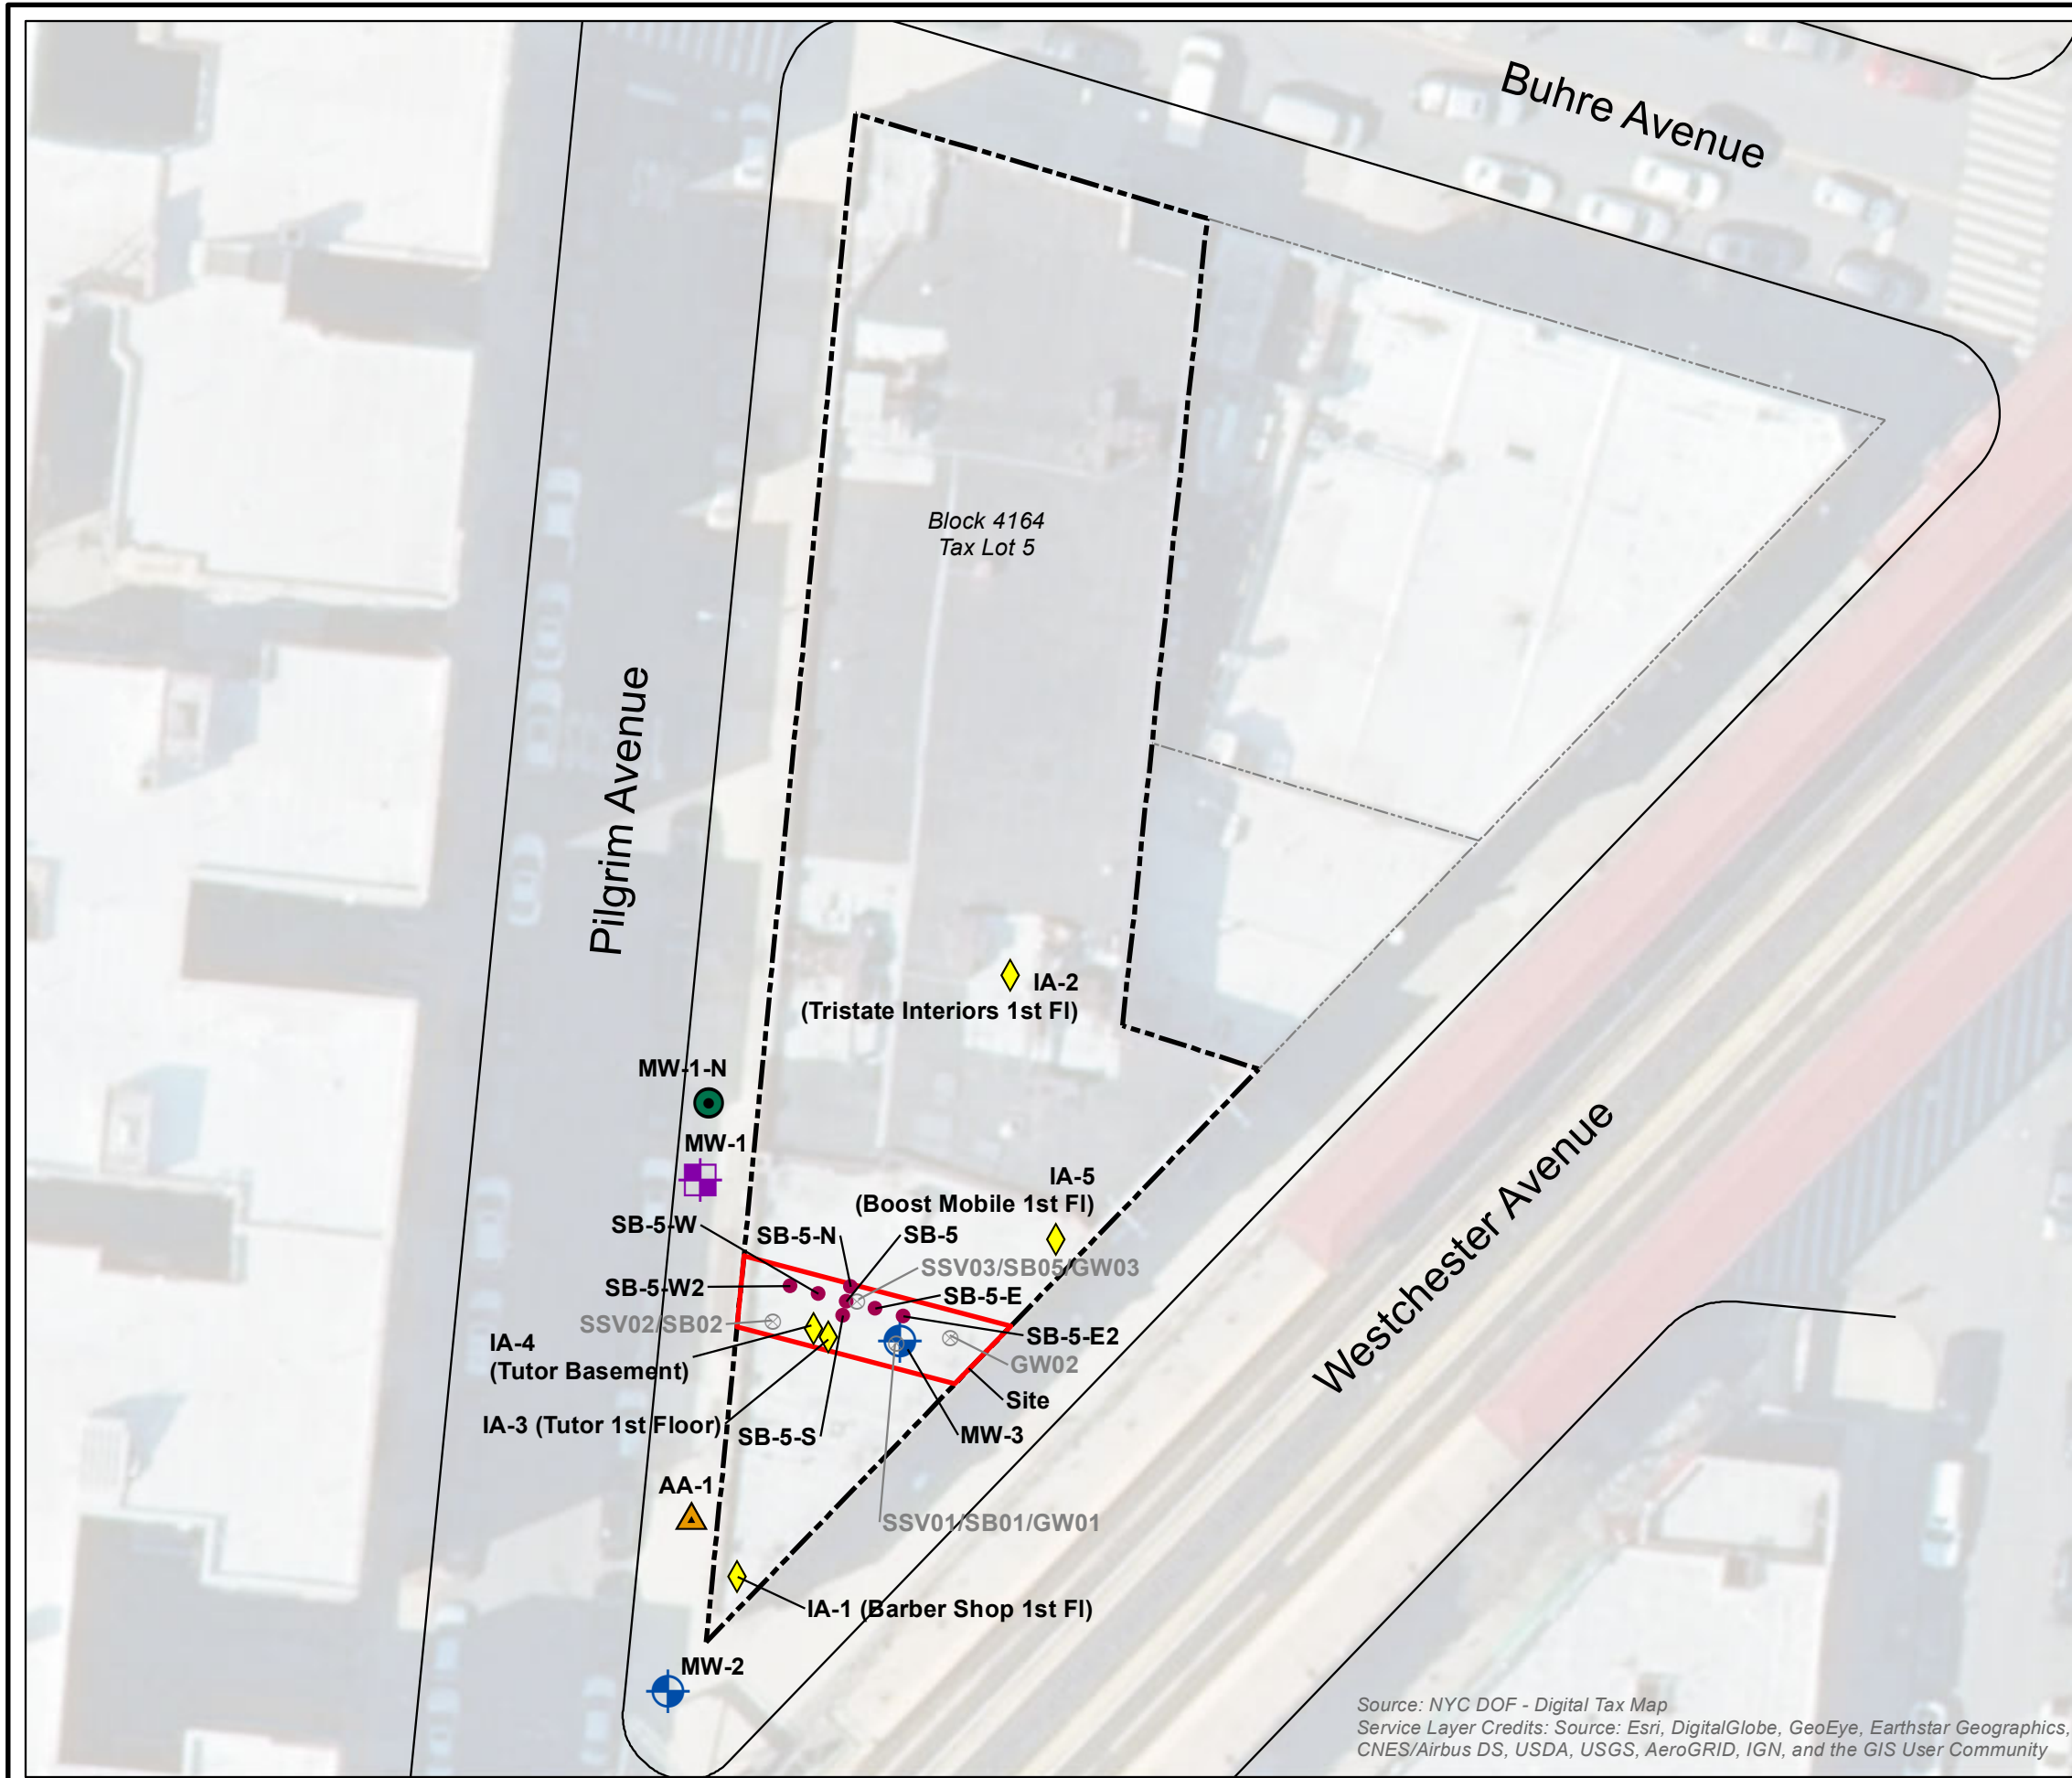 Buhre Avenue
Block 4164
Tax Lot 5
Pilgrim Avenue
IA-2
(Tristate Interiors 1st Fl)
MW-1-N
MW-1
IA-5
(Boost Mobile 1st Fl)
SB-5-W
SB-5-N
SB-5
SSV03/SB05/GW03
SB-5-W2
SB-5-E
SSV02/SB02
SB-5-E2
IA-4
(Tutor Basement)
GW02
Site
IA-3 (Tutor 1st Floor)
SB-5-S
MW-3
Westchester Avenue
AA-1
SSV01/SB01/GW01
IA-1 (Barber Shop 1st Fl)
MW-2
Source: NYC DOF - Digital Tax Map
Service Layer Credits: Source: Esri, DigitalGlobe, GeoEye, Earthstar Geographics,
CNES/Airbus DS, USDA, USGS, AeroGRID, IGN, and the GIS User Community